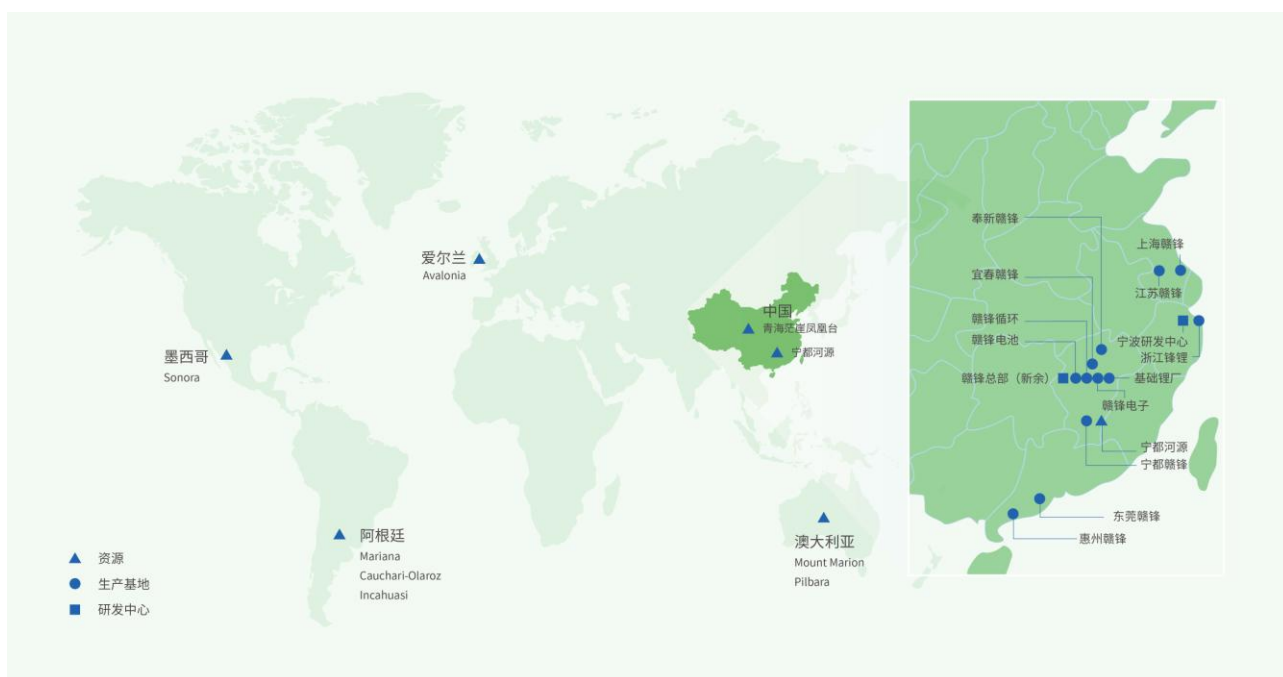 爱尔兰
Avalonia
墨西哥
Sonora
中国
青海茫崖凤凰台
宁都河源
阿根廷
Mariana
Cauchari-Olaroz
Incahuasi
澳大利亚
Mount Marion
Pilbara
资源
生产基地
研发中心
奉新赣锋
上海赣锋
宜春赣锋
江苏赣锋
赣锋循环
赣锋电池
宁波研发中心
浙江锋锂
赣锋总部（新余）
基础锂厂
赣锋电子
宁都河源
宁都赣锋
东莞赣锋
惠州赣锋